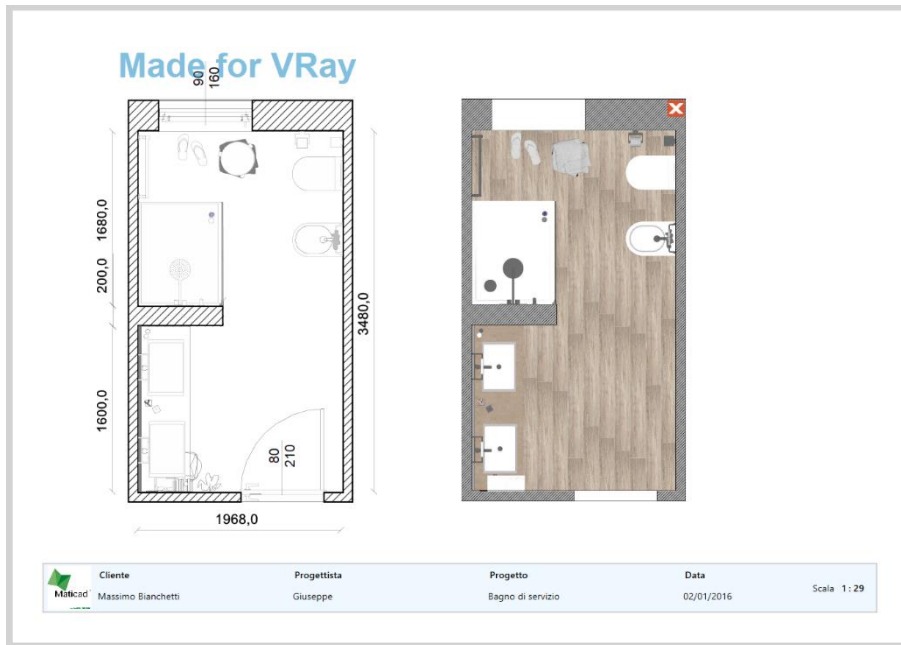 Made for VRay
90
160
1680,0
200,0
3480,0
1600,0
80
210
1968,0
Cliente
Progettista
Progetto
Data
Maticad
Massimo Bianchetti
Giuseppe
Bagno di servizio
02/01/2016
Scala 1 : 29